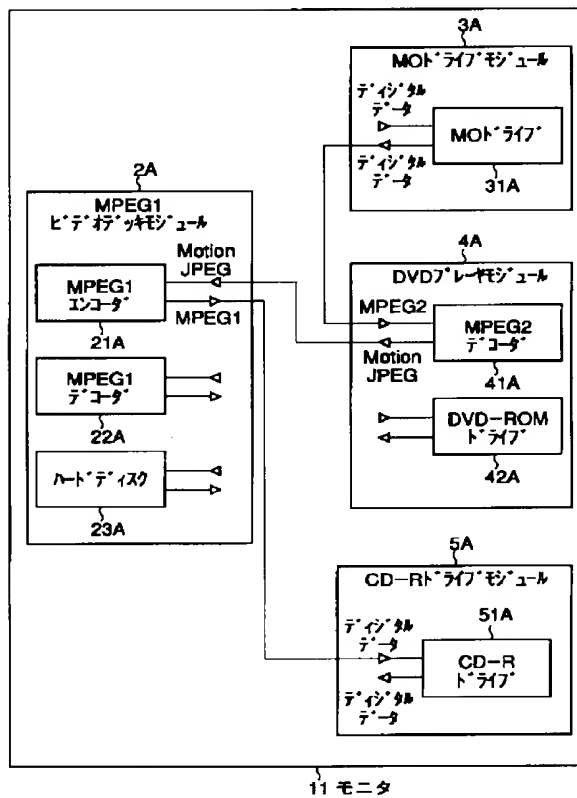 3A
MOドライブモジュール
ディジタル
データ
ディジタル
データ
MOドライブ
31A
2A
MPEG1
ビデオデッキモジュール
MPEG1
エンコーダ
21A
Motion
JPEG
MPEG1
MPEG1
デコーダ
22A
ハードディスク
23A
4A
DVDプレーヤモジュール
MPEG2
Motion
JPEG
MPEG2
デコーダ
41A
DVD-ROM
ドライブ
42A
5A
CD-Rドライブモジュール
51A
ディジタル
データ
ディジタル
データ
CD-R
ドライブ
11 モニタ